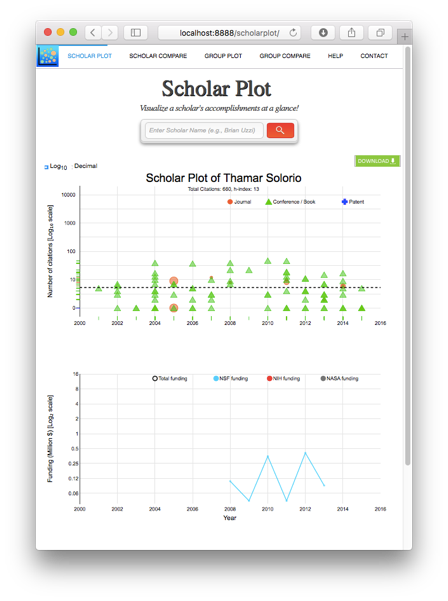 localhost:8888/scholarplot/
SCHOLAR PLOT SCHOLAR COMPARE GROUP PLOT GROUP COMPARE HELP CONTACT
Scholar Plot
Visualize a scholar's accomplishments at a glance!
Enter Scholar Name (e.g., Brian Uzzi)
Log10 Decimal
DOWNLOAD
Scholar Plot of Thamar Solorio
Total Citations: 680, h-index: 13
Journal Conference / Book Patent
Number of citations [Log10 scale]
10000
1000
100
10
0
2000 2002 2004 2006 2008 2010 2012 2014 2016
Total funding NSF funding NIH funding NASA funding
Funding (Million $) [Log2 scale]
16
8
4
2
1
0.5
0.25
0.12
0.06
2000 2002 2004 2006 2008 2010 2012 2014 2016
Year